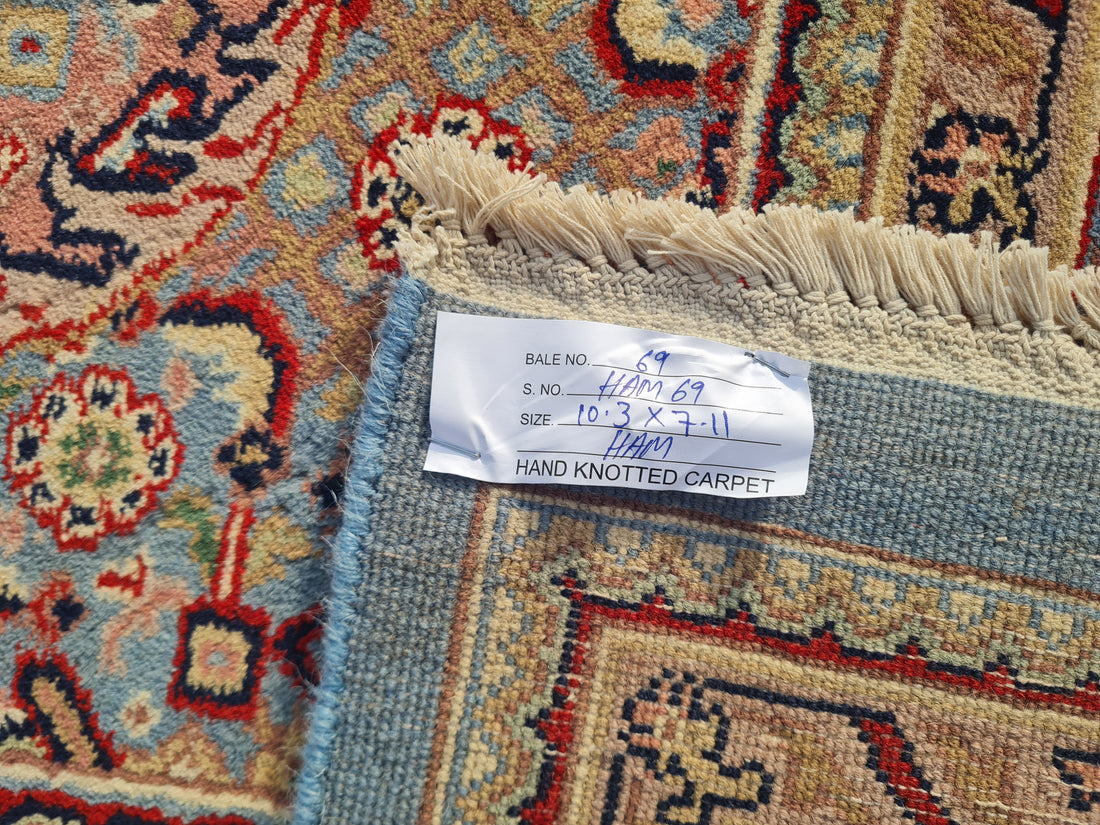 BALE NO. 69
S. NO. HAM 69
SIZE. 10.3 X 7.11
HAM
HAND KNOTTED CARPET